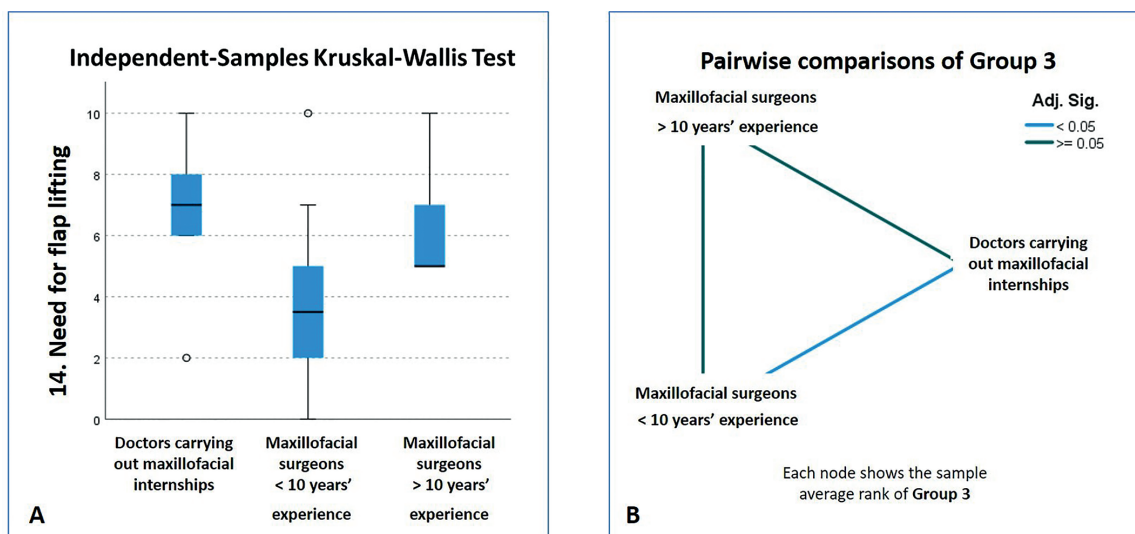 Independent-Samples Kruskal-Wallis Test
14. Need for flap lifting
10
8
6
4
2
0
Doctors carrying
out maxillofacial
internships
Maxillofacial
surgeons
< 10 years’
experience
Maxillofacial
surgeons
> 10 years’
experience
A
Pairwise comparisons of Group 3
Maxillofacial surgeons
> 10 years’ experience
Adj. Sig.
< 0.05
>= 0.05
Doctors carrying
out maxillofacial
internships
Maxillofacial surgeons
< 10 years’ experience
Each node shows the sample
average rank of Group 3
B